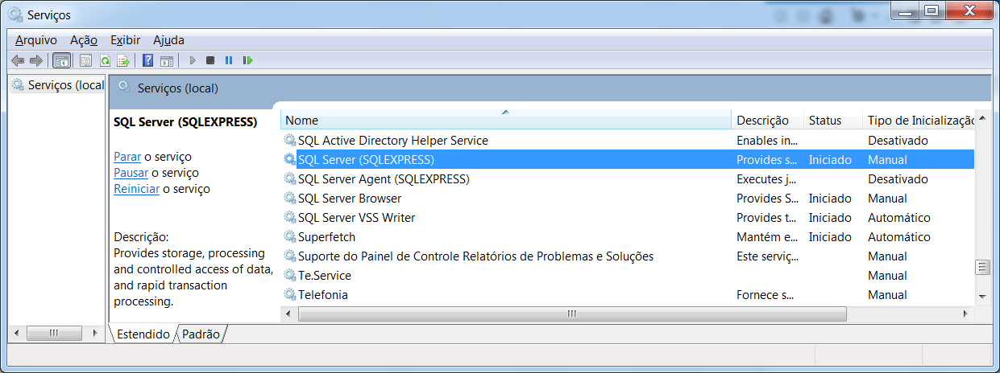 Serviços
Arquivo Ação Exibir Ajuda
Serviços (local
Serviços (local)
SQL Server (SQLEXPRESS)
Parar o serviço
Pausar o serviço
Reiniciar o serviço
Descrição:
Provides storage, processing
and controlled access of data,
and rapid transaction
processing.
Nome Descrição Status Tipo de Inicialização
SQL Active Directory Helper Service Enables in... Desativado
SQL Server (SQLEXPRESS) Provides s... Iniciado Manual
SQL Server Agent (SQLEXPRESS) Executes j... Desativado
SQL Server Browser Provides S... Iniciado Manual
SQL Server VSS Writer Provides t... Iniciado Automático
Superfetch Mantém e... Iniciado Automático
Suporte do Painel de Controle Relatórios de Problemas e Soluções Este serviç... Manual
Te.Service Manual
Telefonia Fornece s... Manual
Estendido Padrão